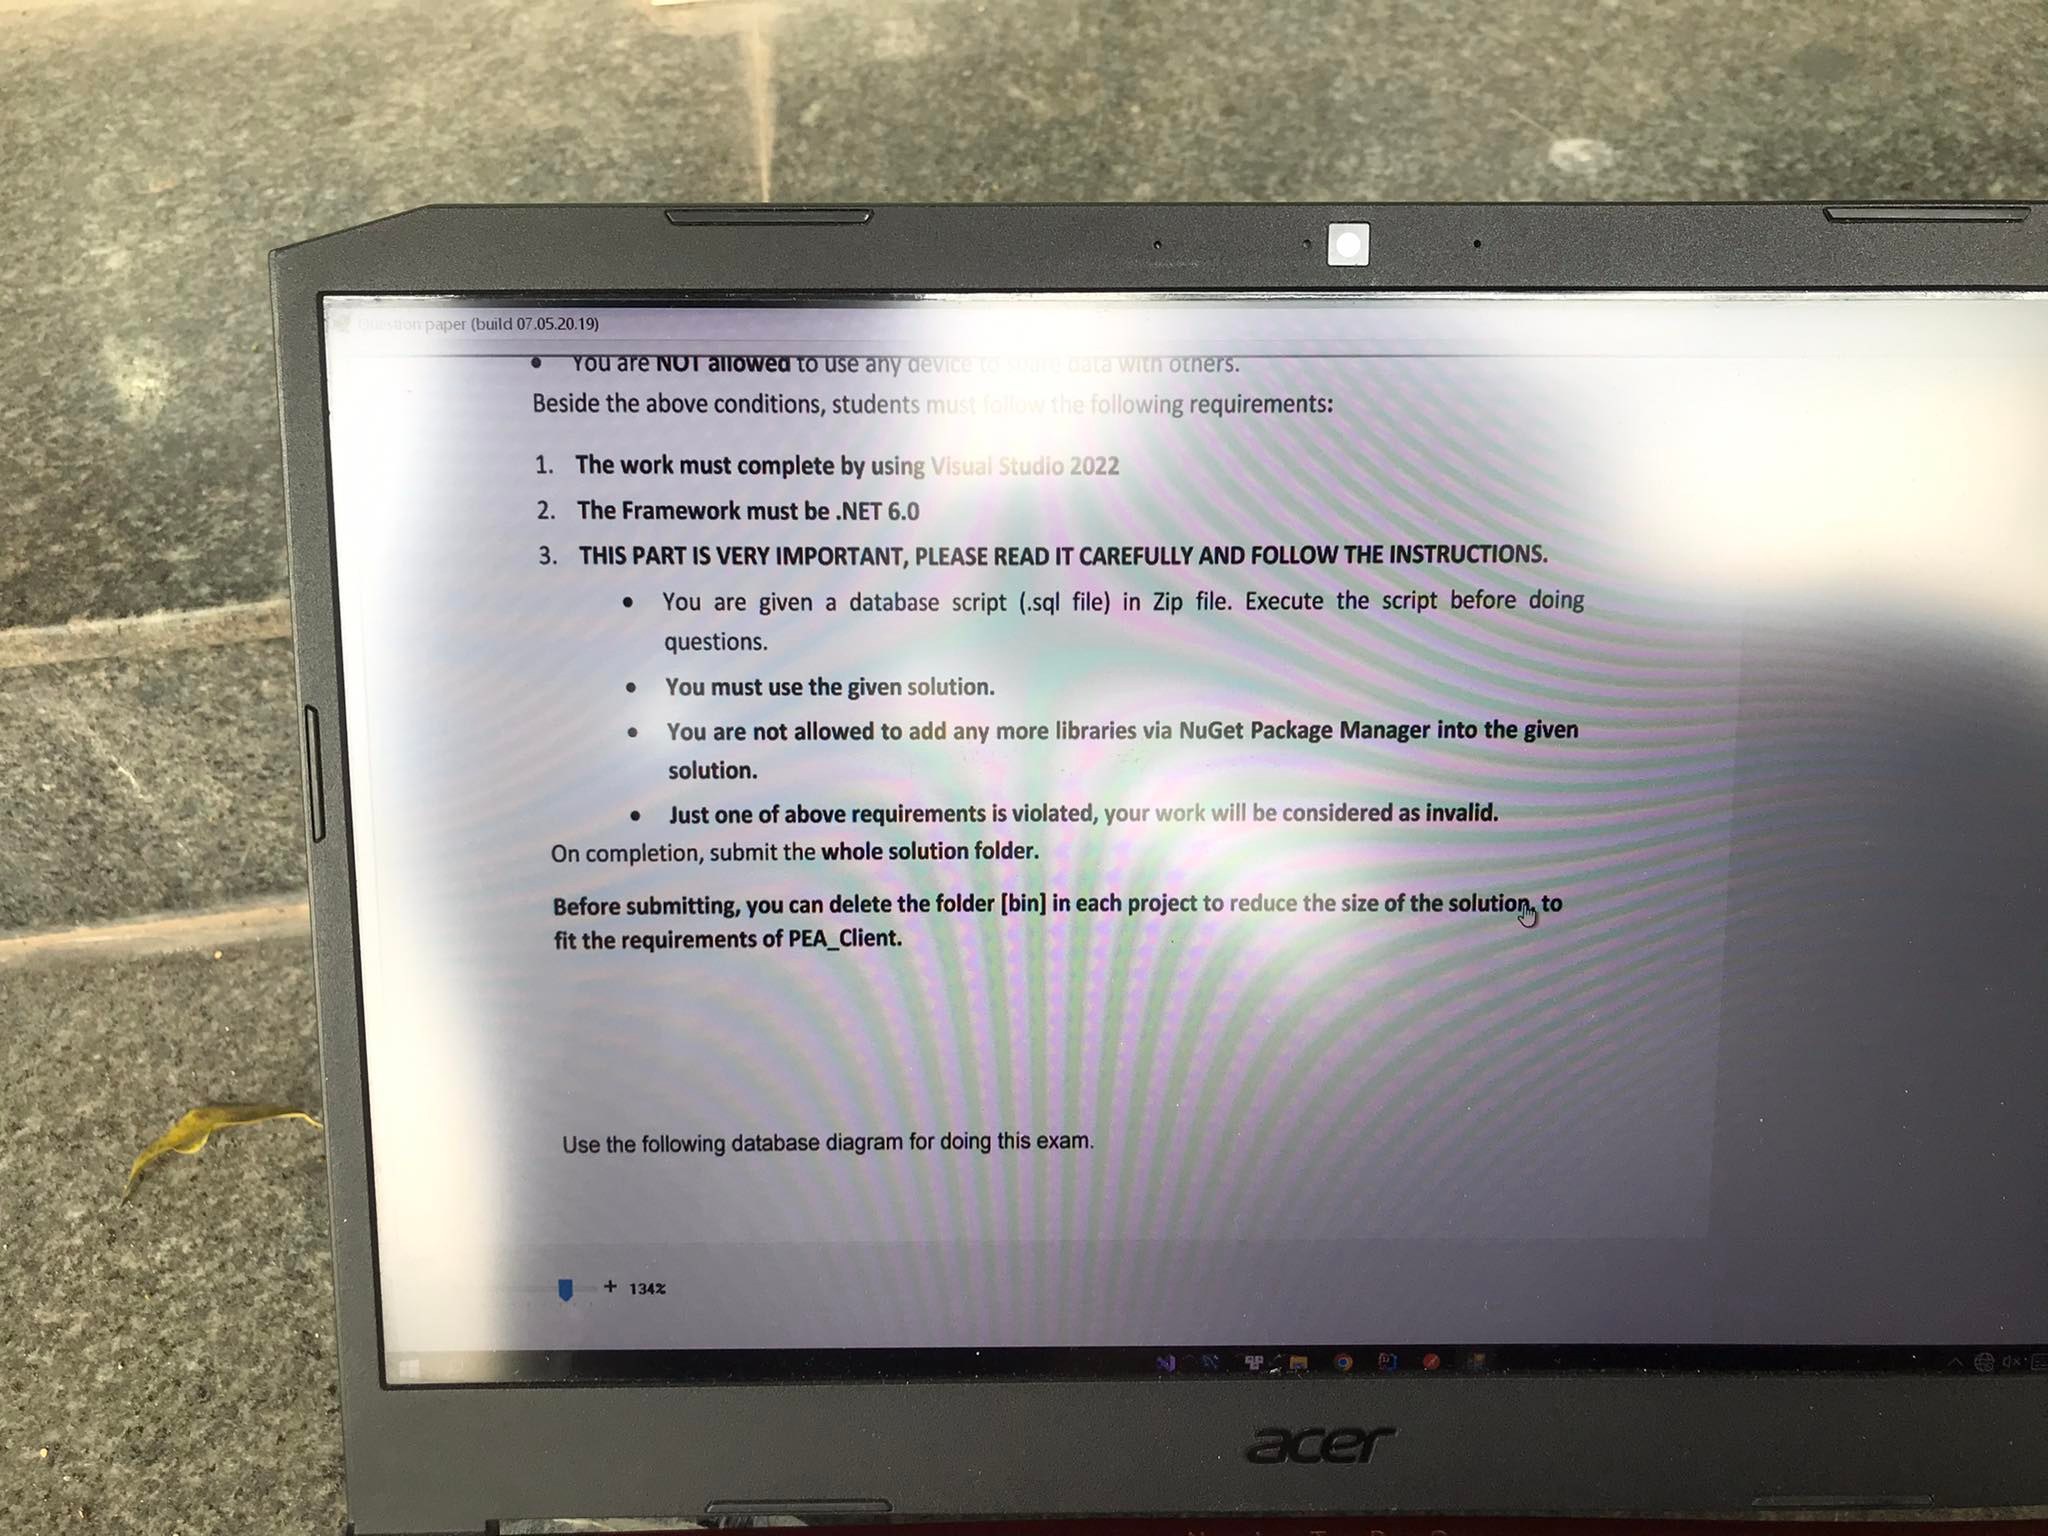 Question paper (build 07.05.20.19)
• You are NOT allowed to use any device to share data with others.
Beside the above conditions, students must follow the following requirements:
1. The work must complete by using Visual Studio 2022
2. The Framework must be .NET 6.0
3. THIS PART IS VERY IMPORTANT, PLEASE READ IT CAREFULLY AND FOLLOW THE INSTRUCTIONS.
• You are given a database script (.sql file) in Zip file. Execute the script before doing
questions.
• You must use the given solution.
• You are not allowed to add any more libraries via NuGet Package Manager into the given
solution.
• Just one of above requirements is violated, your work will be considered as invalid.
On completion, submit the whole solution folder.
Before submitting, you can delete the folder [bin] in each project to reduce the size of the solution, to
fit the requirements of PEA_Client.
Use the following database diagram for doing this exam.
+ 134%
acer